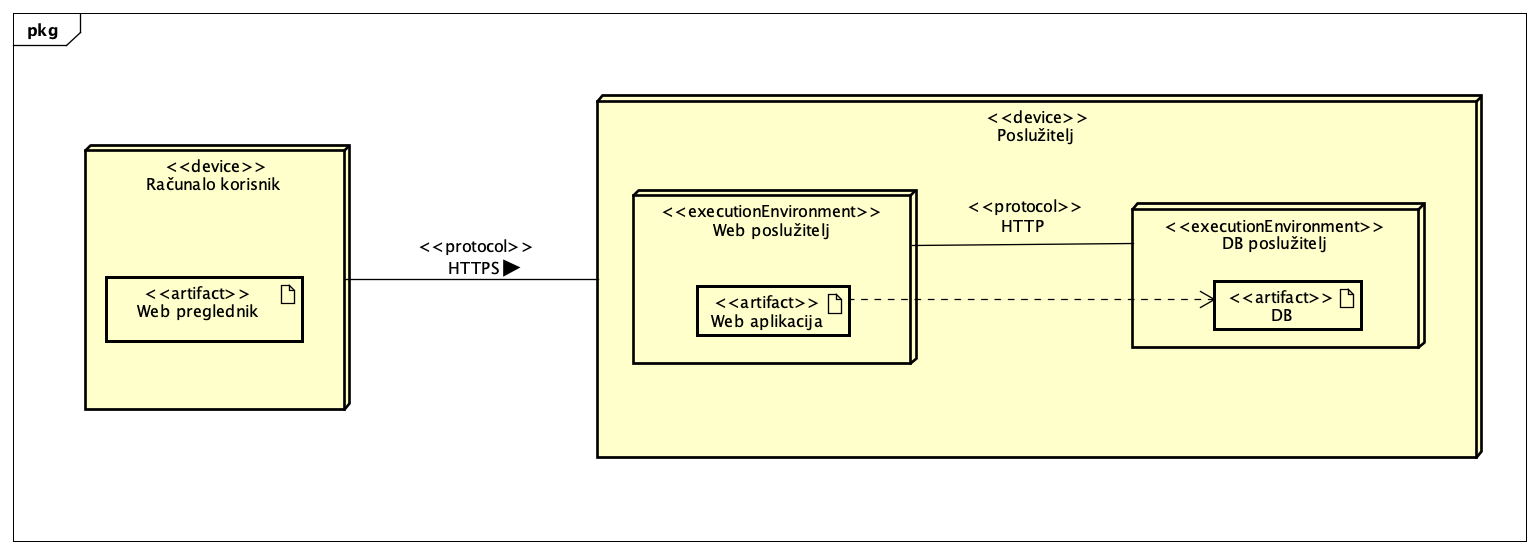 pkg
<<device>>
Računalo korisnik
<<artifact>>
Web preglednik
<<protocol>>
HTTPS
<<device>>
Poslužitelj
<<executionEnvironment>>
Web poslužitelj
<<artifact>>
Web aplikacija
<<protocol>>
HTTP
<<executionEnvironment>>
DB poslužitelj
<<artifact>>
DB